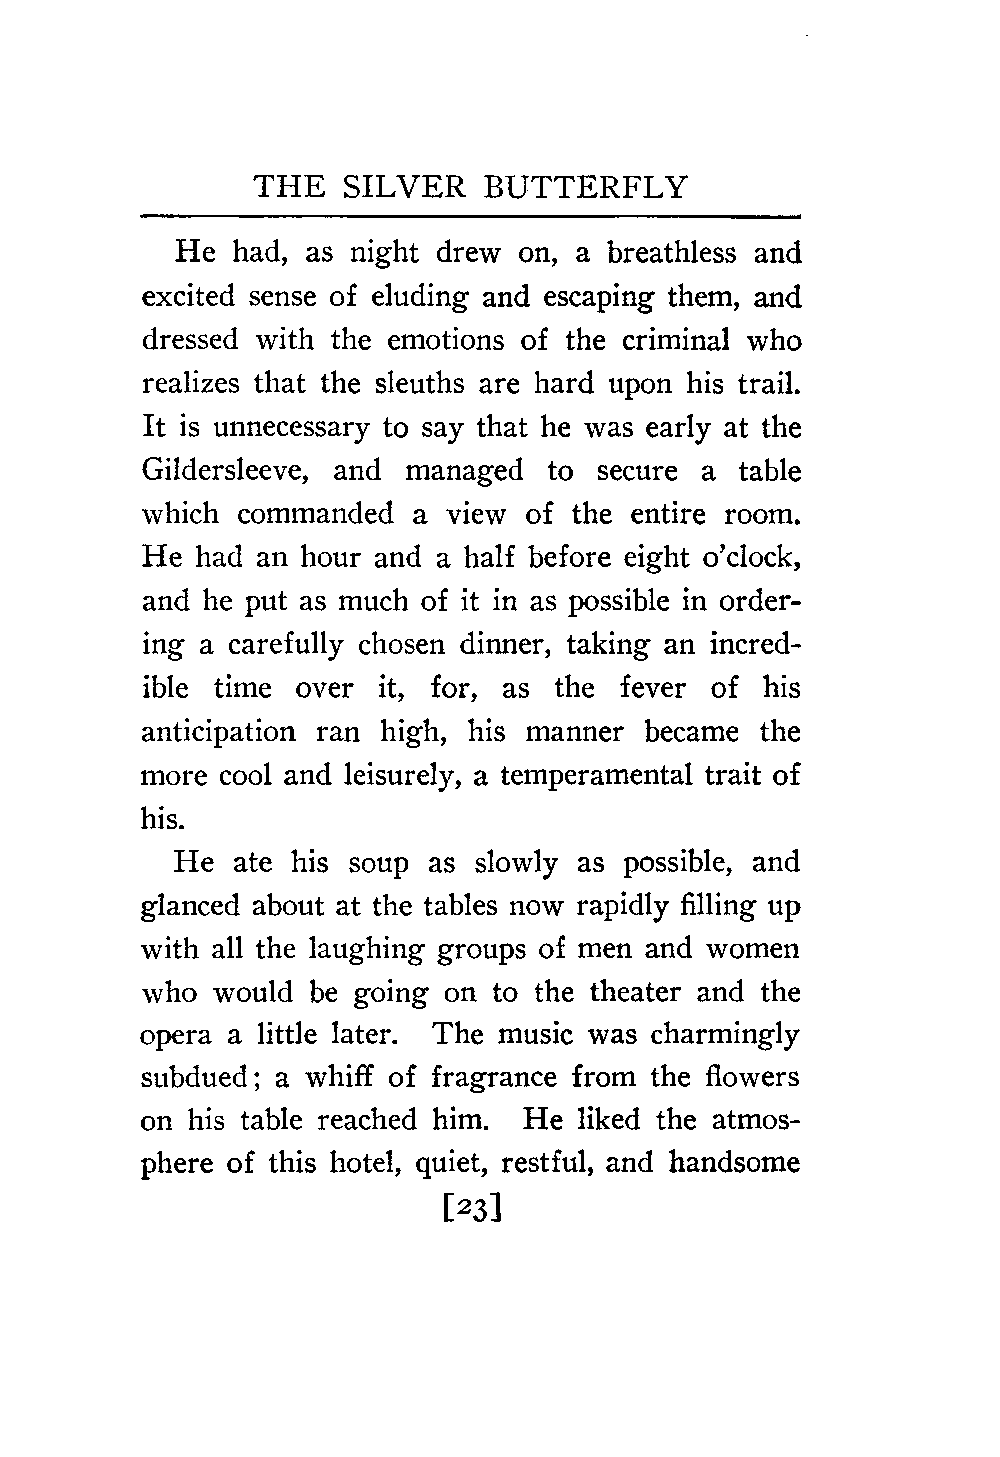 THE SILVER BUTTERFLY
He had, as night drew on, a breathless and
excited sense of eluding and escaping them, and
dressed with the emotions of the criminal who
realizes that the sleuths are hard upon his trail.
It is unnecessary to say that he was early at the
Gildersleeve, and managed to secure a table
which commanded a view of the entire room.
He had an hour and a half before eight o'clock,
and he put as much of it in as possible in order-
ing a carefully chosen dinner, taking an incred-
ible time over it, for, as the fever of his
anticipation ran high, his manner became the
more cool and leisurely, a temperamental trait of
his.
He ate his soup as slowly as possible, and
glanced about at the tables now rapidly filling up
with all the laughing groups of men and women
who would be going on to the theater and the
opera a little later. The music was charmingly
subdued; a whiff of fragrance from the flowers
on his table reached him. He liked the atmos-
phere of this hotel, quiet, restful, and handsome
[23]